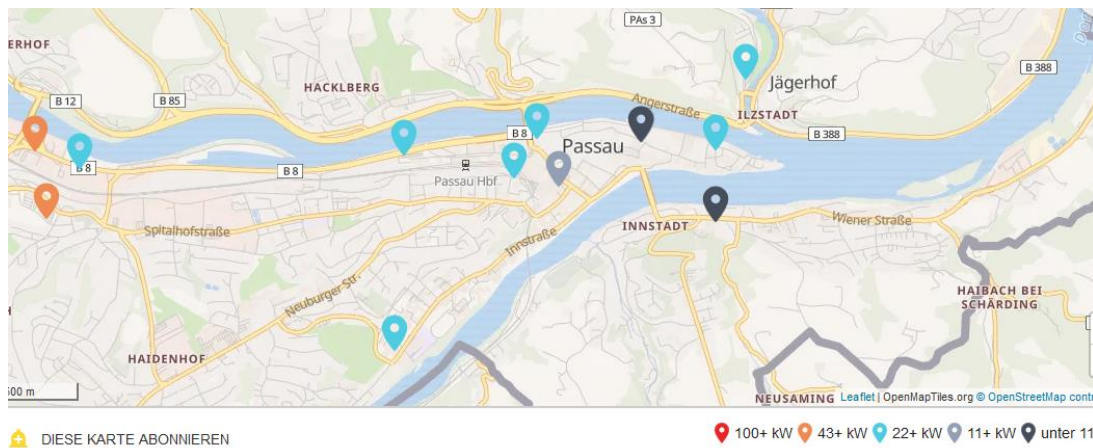 PAs 3
ERHOF
B 388
HACKLBERG
Jägerhof
B 12
B 85
Angerstraße
ILZSTADT
B 8
B 388
Passau
B 8
B 8
Passau Hbf
Spitalhofstraße
INNSTADT
Wiener Straße
Innstraße
Neuburger Str.
HAIBACH BEI
SCHÄRDING
H
HAIDENHOF
500 m
NEUSAMING
Leaflet | OpenMapTiles.org © OpenStreetMap contr
DIESE KARTE ABONNIEREN
100+ kW 43+ kW 22+ kW 11+ kW unter 11